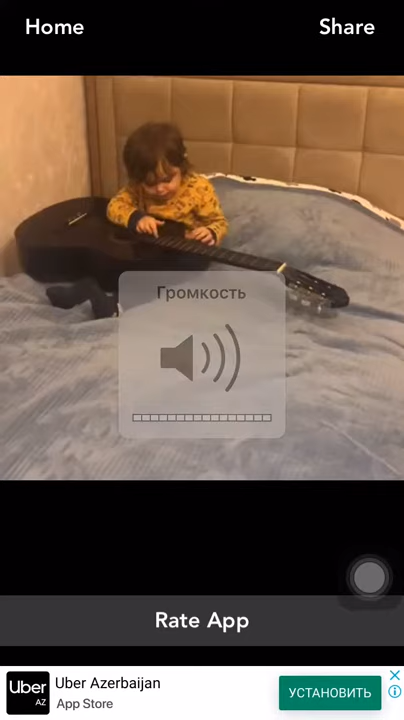 Home
Share
Громкость
Rate App
Uber
AZ
Uber Azerbaijan
App Store
УСТАНОВИТЬ